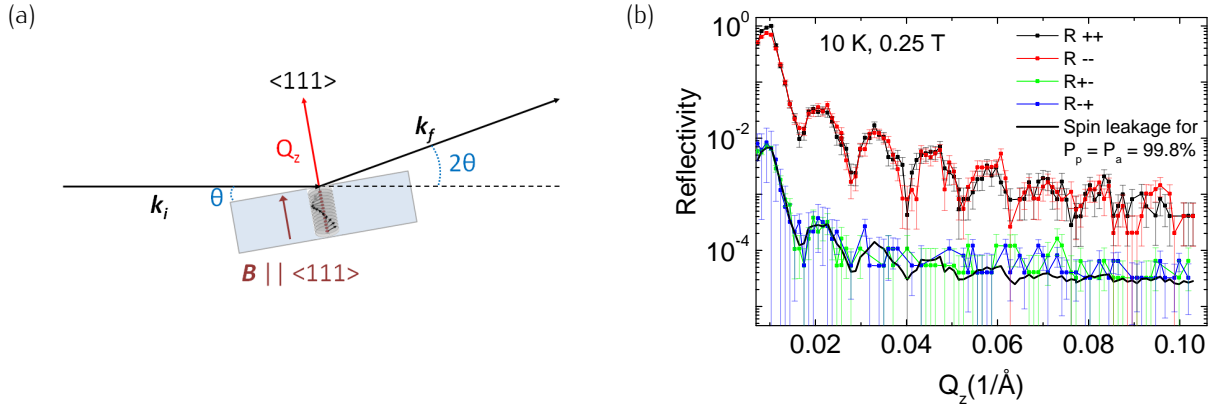 (a)
<111>
k_f
Q_z
2θ
θ
k_i
B || <111>
(b)
10 K, 0.25 T
R ++
R --
R+-
R-+
Spin leakage for
P_p = P_a = 99.8%
Reflectivity
10^0
10^-2
10^-4
0.02 0.04 0.06 0.08 0.10
Q_z(1/Å)